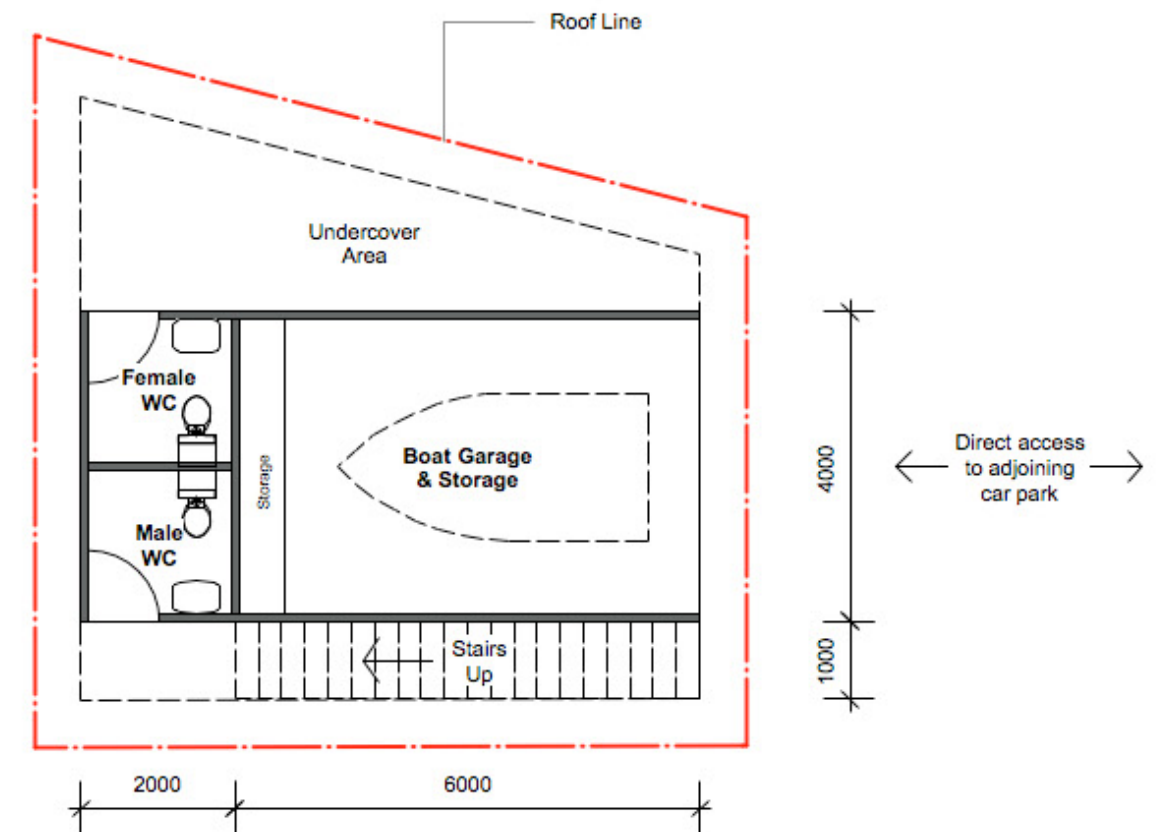 Roof Line
Undercover
Area
Female
WC
Storage
Boat Garage
& Storage
Male
WC
4000
Direct access
to adjoining
car park
Stairs
Up
1000
2000
6000